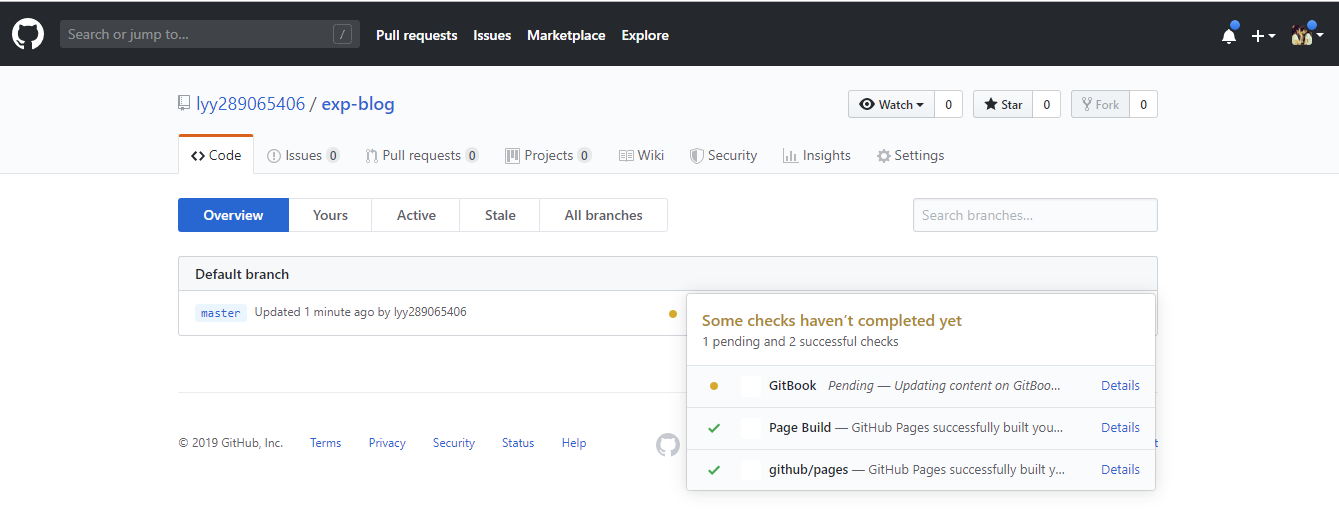 Search or jump to... /
Pull requests Issues Marketplace Explore
lyy289065406 / exp-blog
Watch 0 Star 0 Fork 0
Code Issues 0 Pull requests 0 Projects 0 Wiki Security Insights Settings
Overview Yours Active Stale All branches
Search branches...
Default branch
master Updated 1 minute ago by lyy289065406
Some checks haven't completed yet
1 pending and 2 successful checks
GitBook Pending — Updating content on GitBoo... Details
Page Build — GitHub Pages successfully built you... Details
github/pages — GitHub Pages successfully built y... Details
© 2019 GitHub, Inc. Terms Privacy Security Status Help